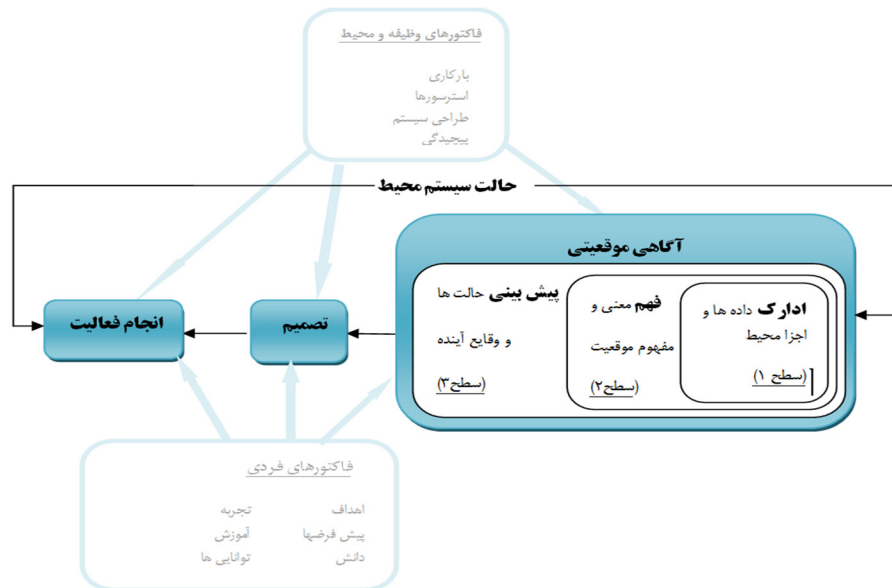 فاکتورهای وظیفه و محیط
بارکاری
استرسورها
طراحی سیستم
پیچیدگی
حالت سیستم محیط
آگاهی موقعیتی
ادارک داده ها و
اجزا محیط
(سطح ۱)
فهم معنی و
مفهوم موقعیت
(سطح۲)
پیش بینی حالت ها
و وقایع آینده
(سطح۳)
تصمیم
انجام فعالیت
فاکتورهای فردی
اهداف
پیش فرضها
دانش
تجربه
آموزش
توانایی ها